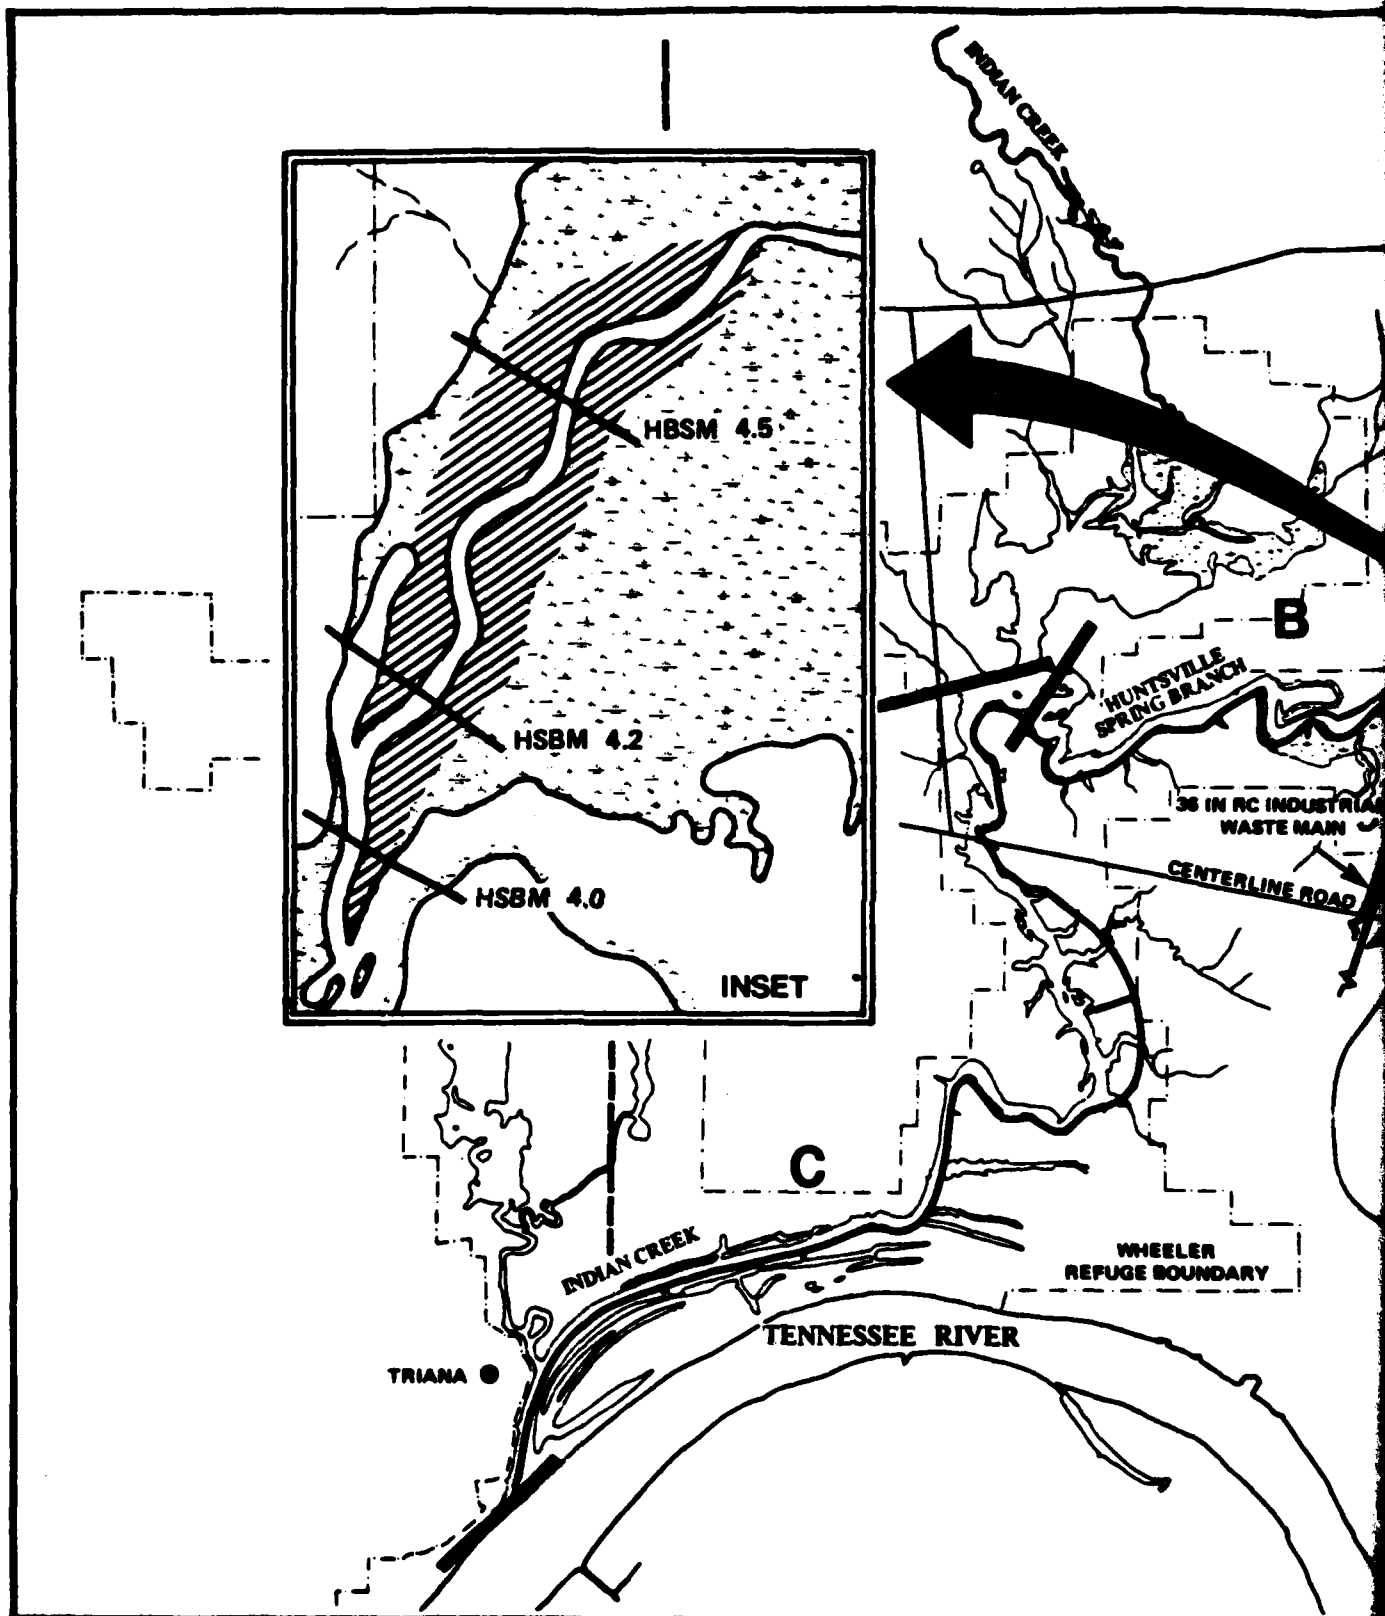 INDIAN CREEK
HBSM 4.5
B
HUNTSVILLE
SPRING BRANCH
HSBM 4.2
36 IN RC INDUSTRIA
WASTE MAIN
CENTERLINE ROAD
HSBM 4.0
INSET
C
INDIAN CREEK
WHEELER
REFUGE BOUNDARY
TENNESSEE RIVER
TRIANA